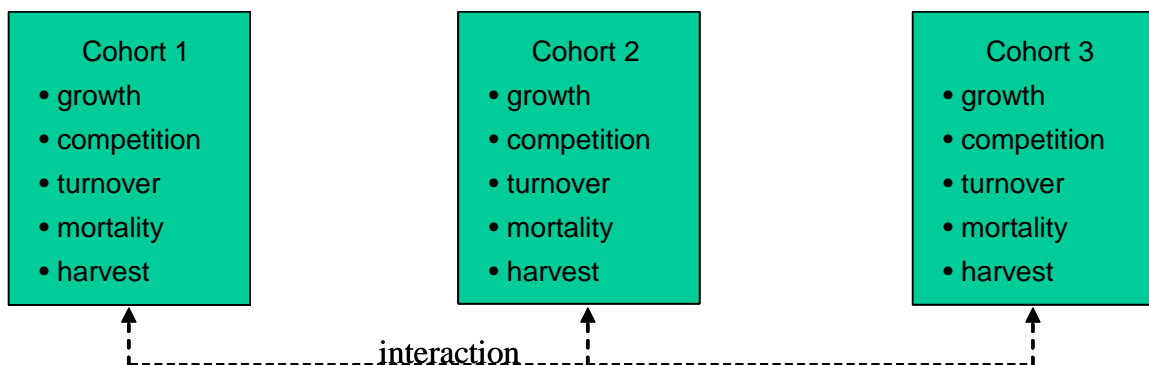 Cohort 1
• growth
• competition
• turnover
• mortality
• harvest
Cohort 2
• growth
• competition
• turnover
• mortality
• harvest
Cohort 3
• growth
• competition
• turnover
• mortality
• harvest
interaction